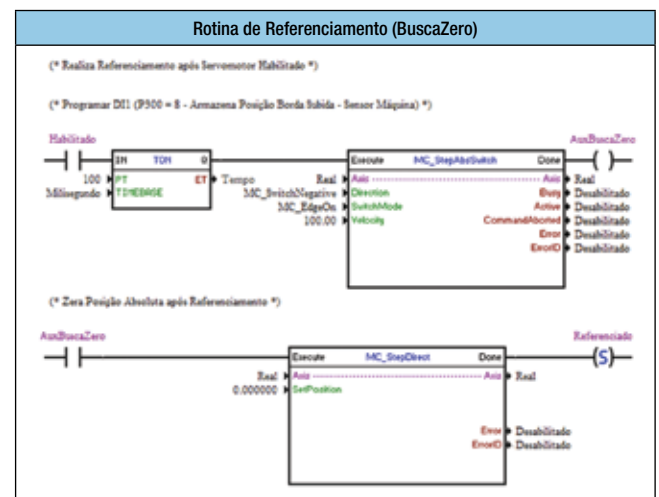 Rotina de Referenciamento (BuscaZero)
(* Realiza Referenciamento após Servomotor Habilitado *)
(* Programar DI1 (P300 = 8 - Armazena Posição Borda Subida - Sensor Máquina) *)
Habilitado
AuxBuscaZero
IN TON Q
Execute MC_StepAbsSwitch Done
100 PT ET Tempo
Real Axis Axis Real
Milisegundo TIMEBASE
MC_SwitchNegative Direction Busy Desabilitado
MC_EdgeOn SwitchMode Active Desabilitado
100.00 Velocity CommandAborted Desabilitado
Error Desabilitado
ErrorID Desabilitado
(* Zera Posição Absoluta após Referenciamento *)
AuxBuscaZero
Referenciado
Execute MC_StepDirect Done
(S)
Real Axis Axis Real
0.000000 SetPosition
Error Desabilitado
ErrorID Desabilitado